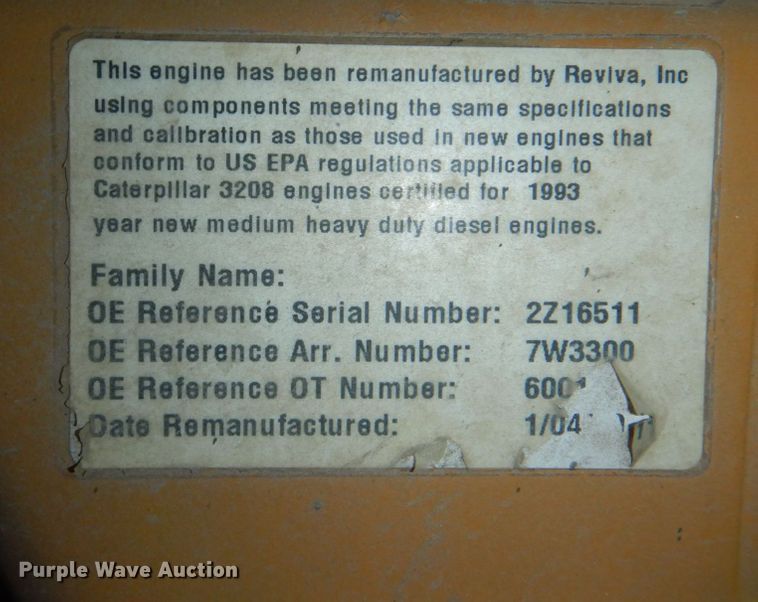 This engine has been remanufactured by Reviva, Inc
using components meeting the same specifications
and calibration as those used in new engines that
conform to US EPA regulations applicable to
Caterpillar 3208 engines certified for 1993
year new medium heavy duty diesel engines.
Family Name:
OE Reference Serial Number: 2Z16511
OE Reference Arr. Number: 7W3300
OE Reference OT Number:
Date Remanufactured:
Purple Wave Auction